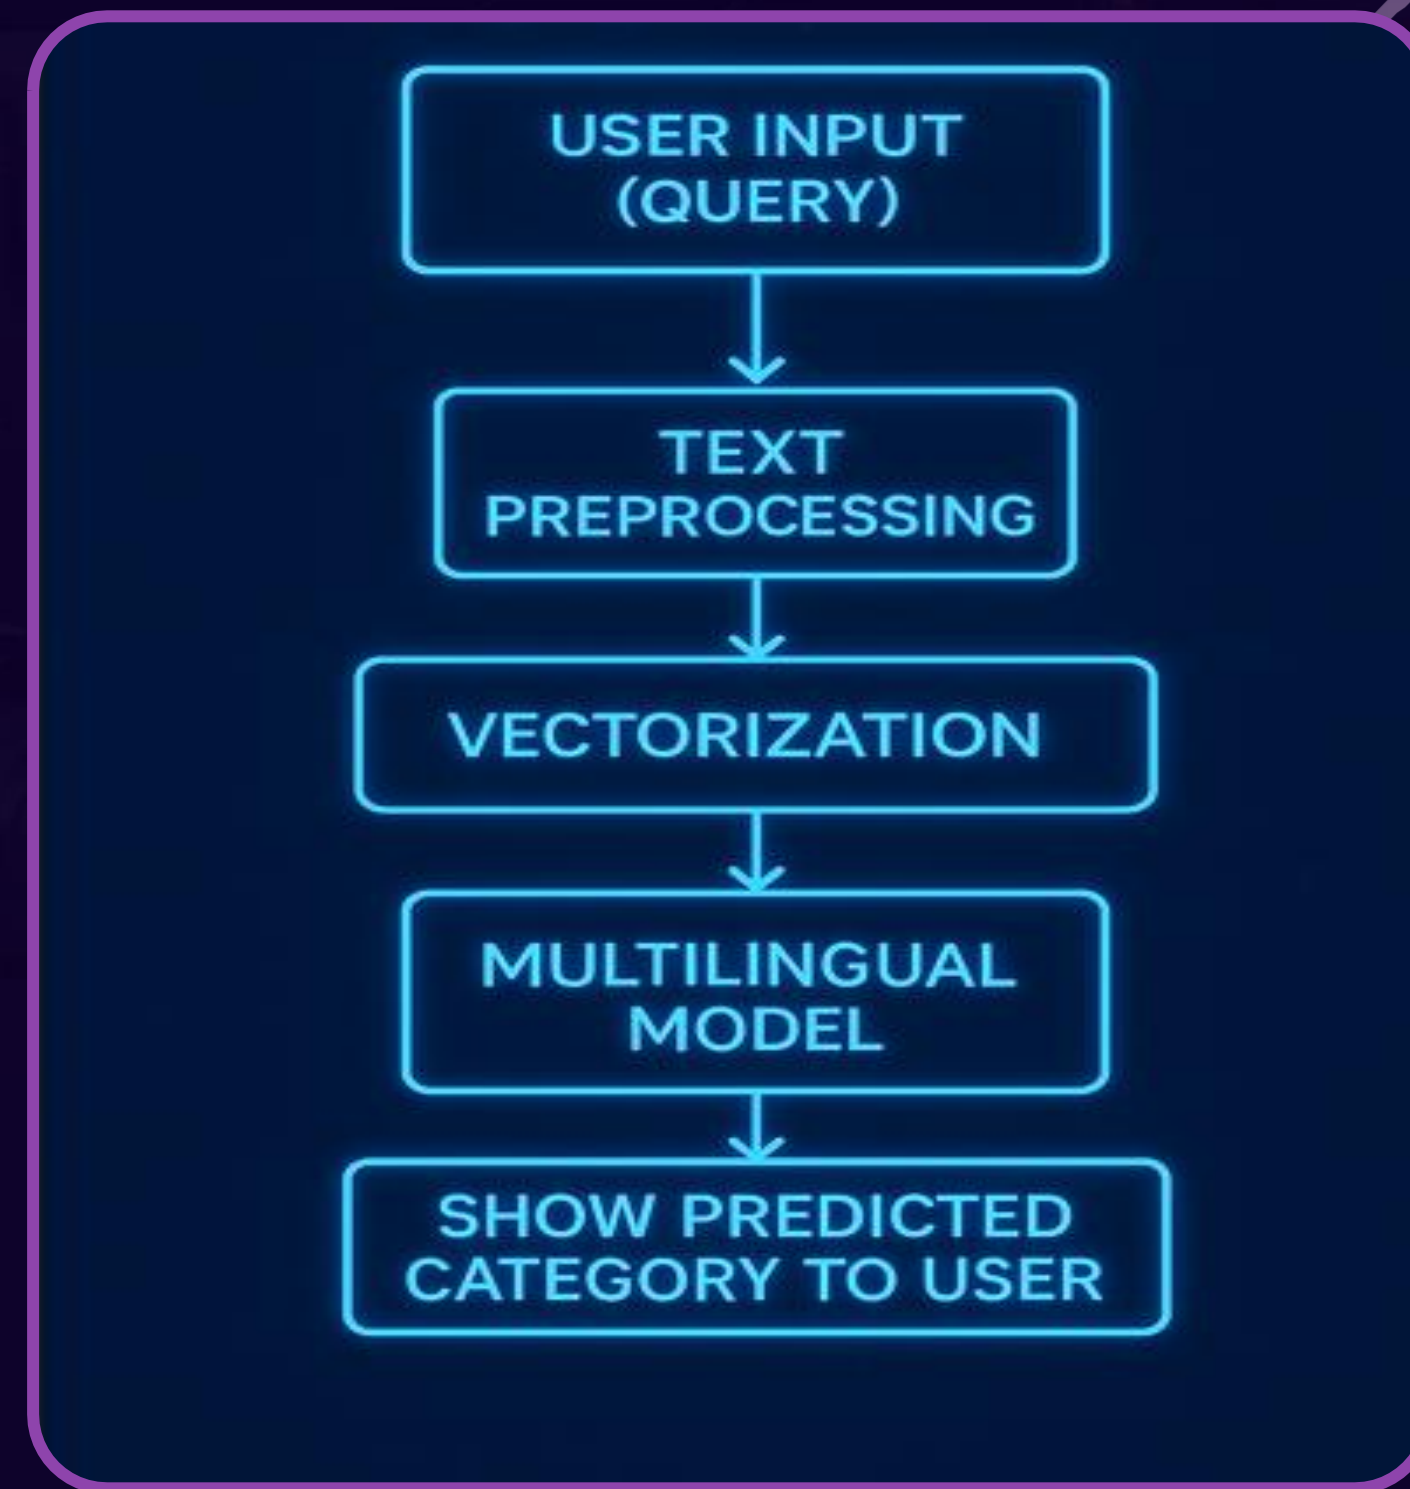 USER INPUT
(QUERY)
TEXT
PREPROCESSING
VECTORIZATION
MULTILINGUAL
MODEL
SHOW PREDICTED
CATEGORY TO USER